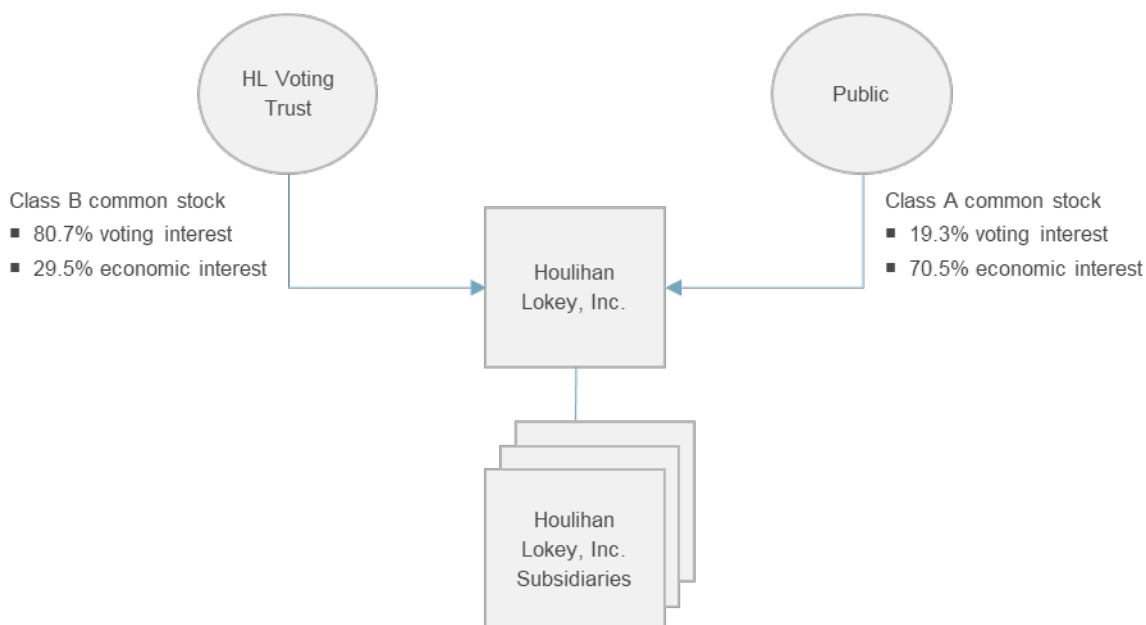 HL Voting
Trust
Public
Class B common stock
▪ 80.7% voting interest
▪ 29.5% economic interest
Class A common stock
▪ 19.3% voting interest
▪ 70.5% economic interest
Houlihan
Lokey, Inc.
Houlihan
Lokey, Inc.
Subsidiaries